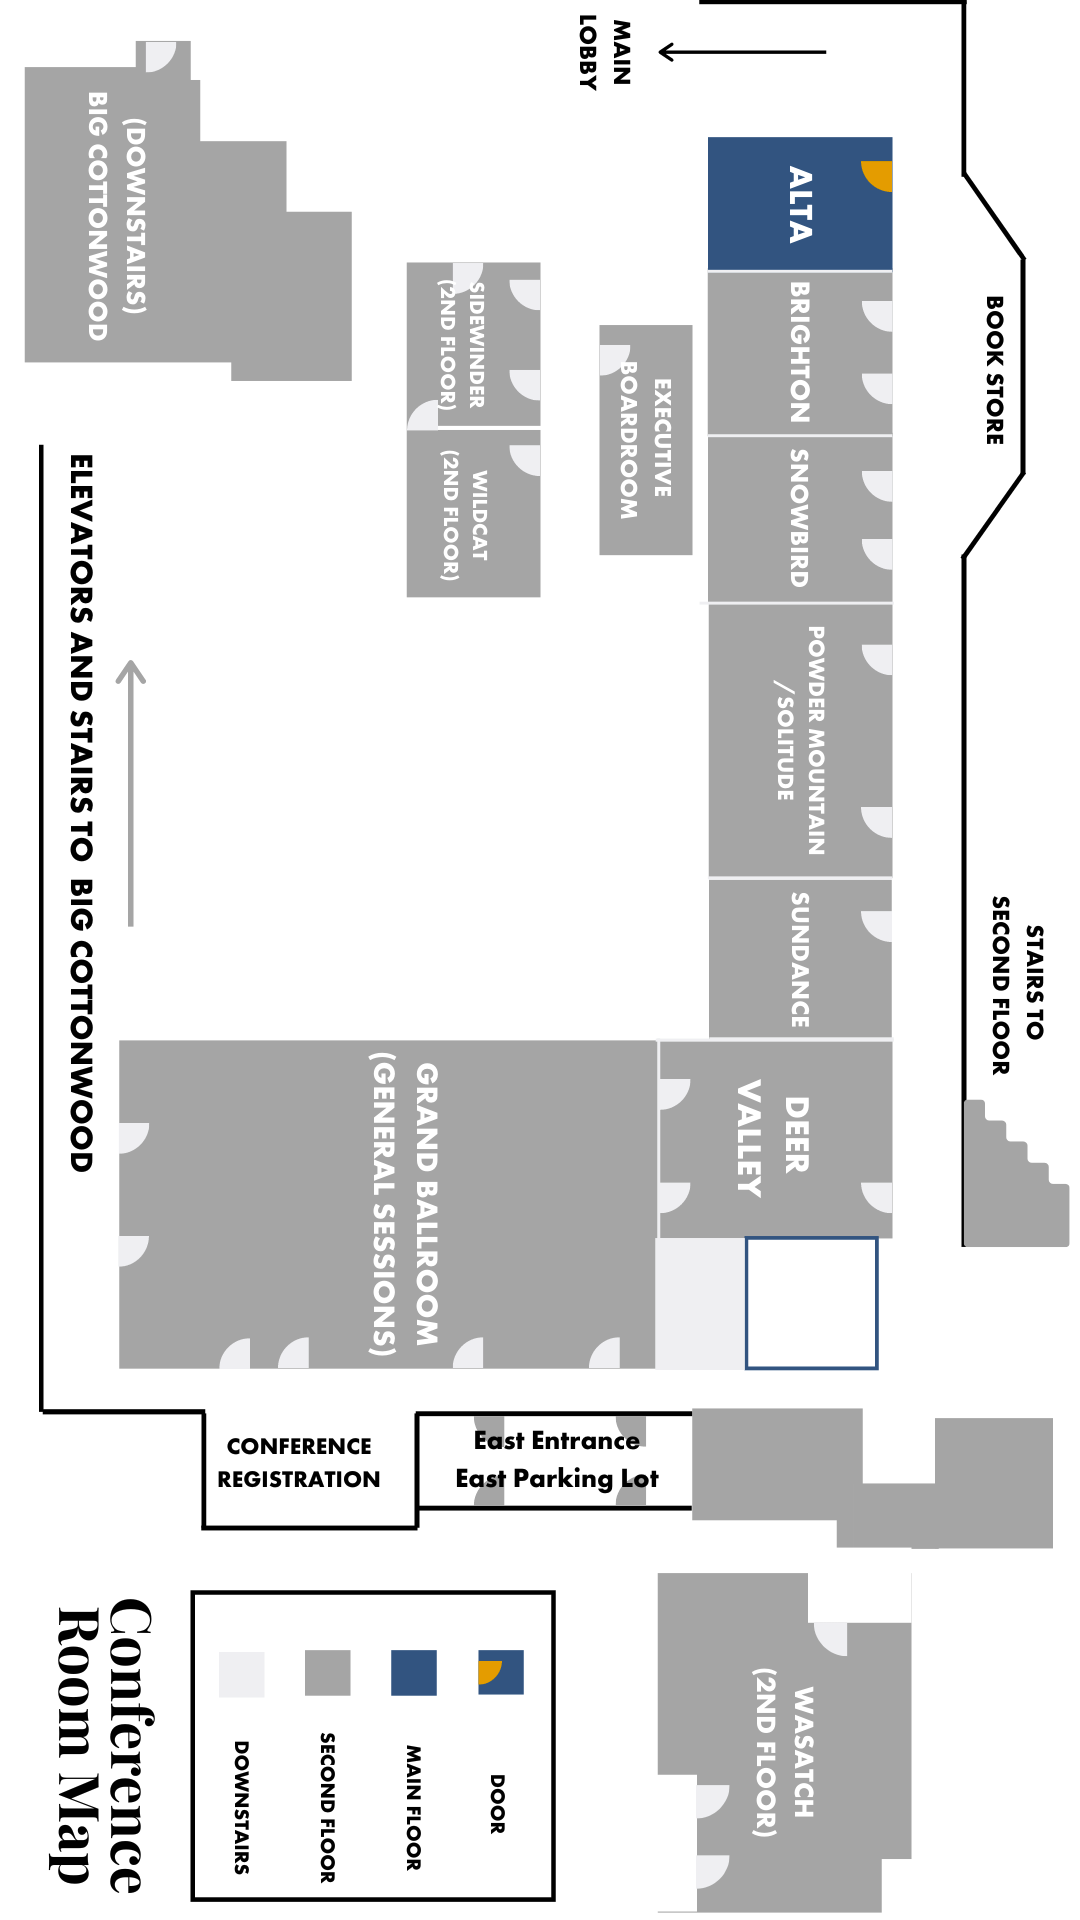 MAIN
LOBBY
ALTA
BRIGHTON
SNOWBIRD
POWDER MOUNTAIN
/SOLITUDE
SUNDANCE
DEER
VALLEY
BOOK STORE
STAIRS TO
SECOND FLOOR
EXECUTIVE
BOARDROOM
SIDEWINDER
(2ND FLOOR)
WILDCAT
(2ND FLOOR)
(DOWNSTAIRS)
BIG COTTONWOOD
ELEVATORS AND STAIRS TO BIG COTTONWOOD
GRAND BALLROOM
(GENERAL SESSIONS)
CONFERENCE
REGISTRATION
East Entrance
East Parking Lot
WASATCH
(2ND FLOOR)
DOOR
MAIN FLOOR
SECOND FLOOR
DOWNSTAIRS
Conference
Room Map